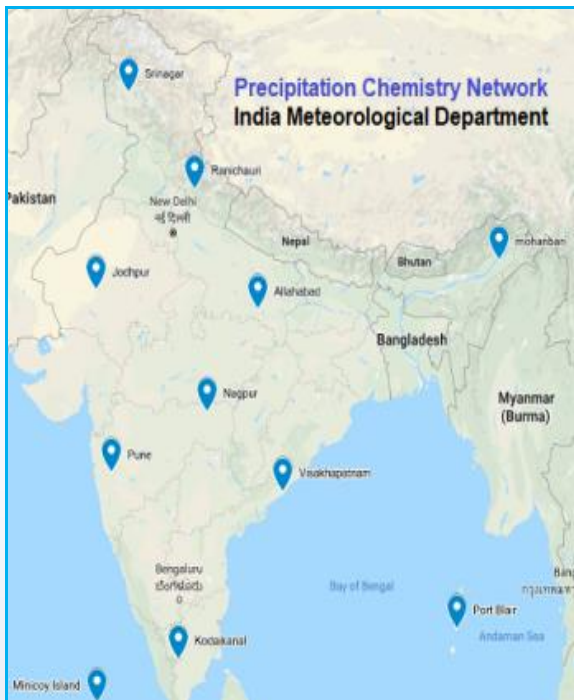 Srinagar
Precipitation Chemistry Network
India Meteorological Department
Ranichauri
Pakistan
New Delhi
नई दिल्ली
Nepal
mohanbari
Bhutan
Jodhpur
Allahabad
Bangladesh
Myanmar
(Burma)
Nagpur
Pune
Visakhapatnam
Bengaluru
ಬೆಂಗಳೂರು
Bay of Bengal
Port Blair
Andaman Sea
Kodaikanal
Minicoy Island